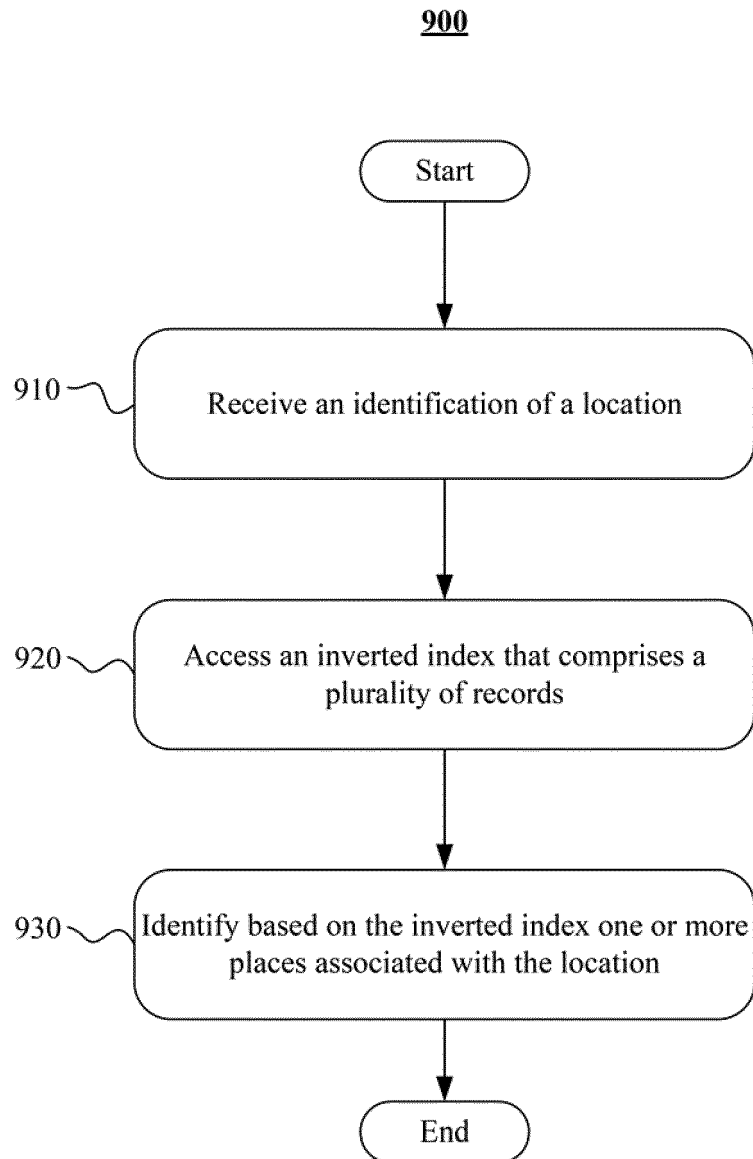 900
Start
910
Receive an identification of a location
920
Access an inverted index that comprises a
plurality of records
930
Identify based on the inverted index one or more
places associated with the location
End